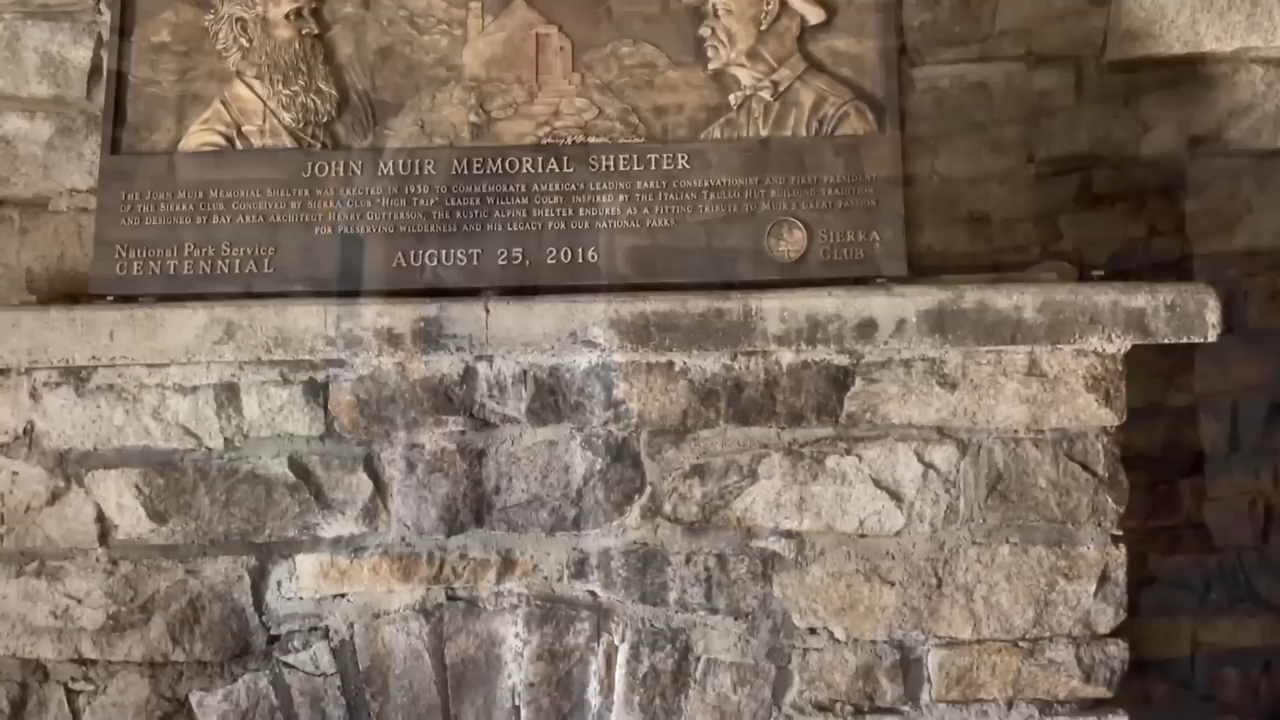 JOHN MUIR MEMORIAL SHELTER
THE JOHN MUIR MEMORIAL SHELTER WAS ERECTED IN 1930 TO COMMEMORATE AMERICA'S LEADING EARLY CONSERVATIONIST AND FIRST PRESIDENT
OF THE SIERRA CLUB. CONCEIVED BY SIERRA CLUB "HIGH TRIP" LEADER WILLIAM COLBY, INSPIRED BY THE ITALIAN TRULLO HUT BUILDING TRADITION,
AND DESIGNED BY BAY AREA ARCHITECT HENRY GUTTERSON, THE RUSTIC ALPINE SHELTER ENDURES AS A FITTING TRIBUTE TO MUIR'S GREAT PASSION
FOR PRESERVING WILDERNESS AND HIS LEGACY FOR OUR NATIONAL PARKS.
National Park Service
CENTENNIAL
AUGUST 25, 2016
SIERRA
CLUB